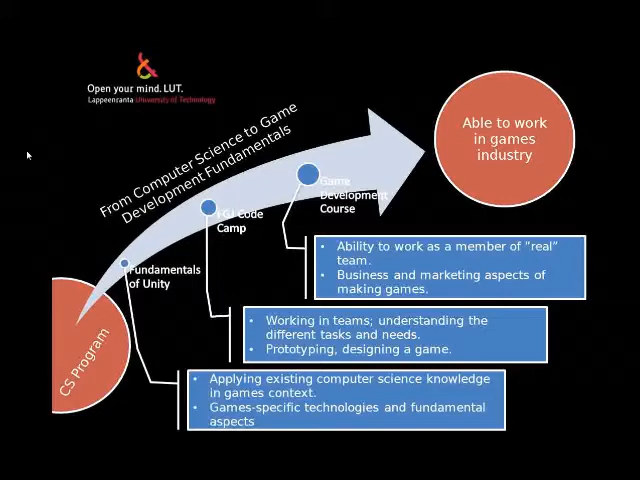 Open your mind. LUT.
Lappeenranta University of Technology
From Computer Science to Game
Development Fundamentals
Able to work
in games
industry
Game
Development
Course
FGJ Code
Camp
Fundamentals
of Unity
CS Program
• Ability to work as a member of "real"
team.
• Business and marketing aspects of
making games.
• Working in teams; understanding the
different tasks and needs.
• Prototyping, designing a game.
• Applying existing computer science knowledge
in games context.
• Games-specific technologies and fundamental
aspects